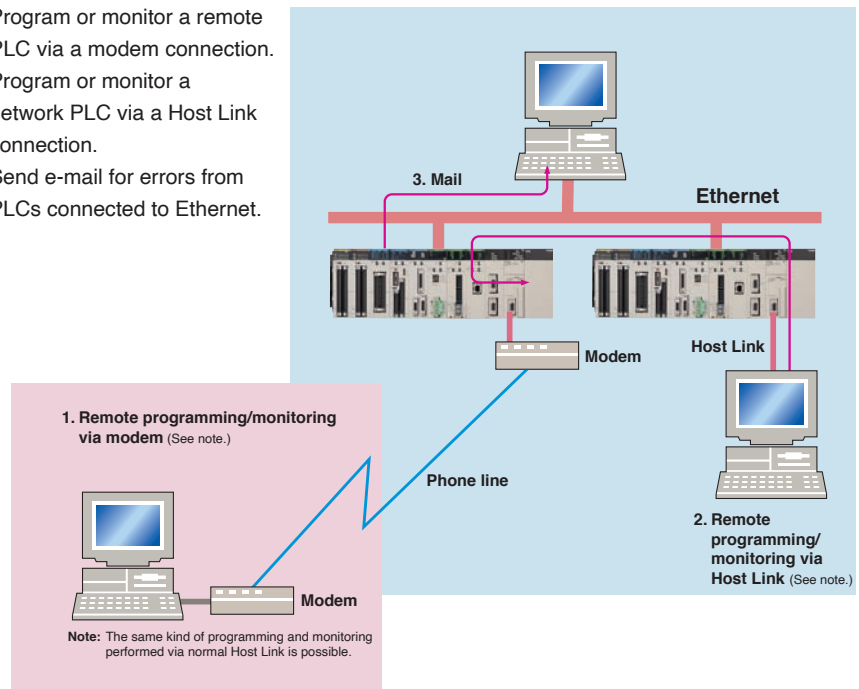 Program or monitor a remote
PLC via a modem connection.
Program or monitor a
network PLC via a Host Link
connection.
Send e-mail for errors from
PLCs connected to Ethernet.
3. Mail
Ethernet
Modem
Host Link
1. Remote programming/monitoring
via modem (See note.)
Phone line
2. Remote
programming/
monitoring via
Host Link (See note.)
Modem
Note: The same kind of programming and monitoring
performed via normal Host Link is possible.